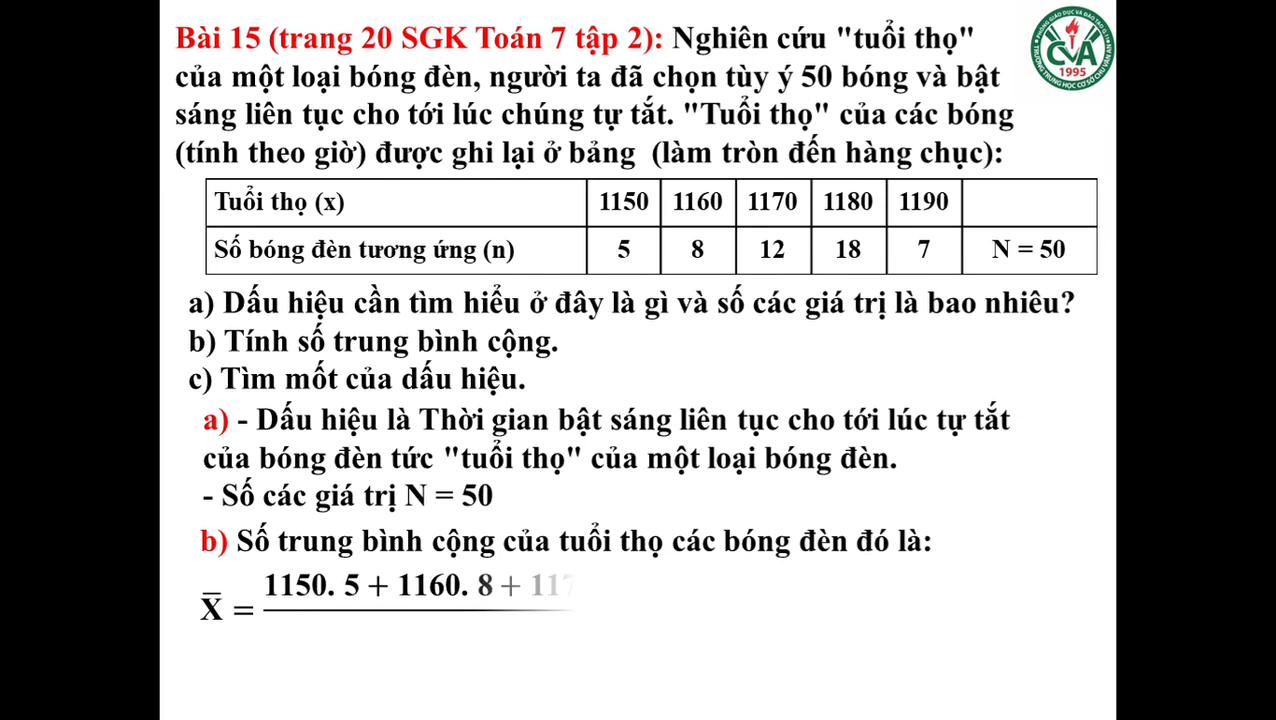 Bài 15 (trang 20 SGK Toán 7 tập 2): Nghiên cứu "tuổi thọ"
của một loại bóng đèn, người ta đã chọn tùy ý 50 bóng và bật
sáng liên tục cho tới lúc chúng tự tắt. "Tuổi thọ" của các bóng
(tính theo giờ) được ghi lại ở bảng (làm tròn đến hàng chục):
Tuổi thọ (x) 1150 1160 1170 1180 1190
Số bóng đèn tương ứng (n) 5 8 12 18 7 N = 50
a) Dấu hiệu cần tìm hiểu ở đây là gì và số các giá trị là bao nhiêu?
b) Tính số trung bình cộng.
c) Tìm mốt của dấu hiệu.
a) - Dấu hiệu là Thời gian bật sáng liên tục cho tới lúc tự tắt
của bóng đèn tức "tuổi thọ" của một loại bóng đèn.
- Số các giá trị N = 50
b) Số trung bình cộng của tuổi thọ các bóng đèn đó là:
1150. 5 + 1160. 8 + 117
X̅ =
CVA
1995